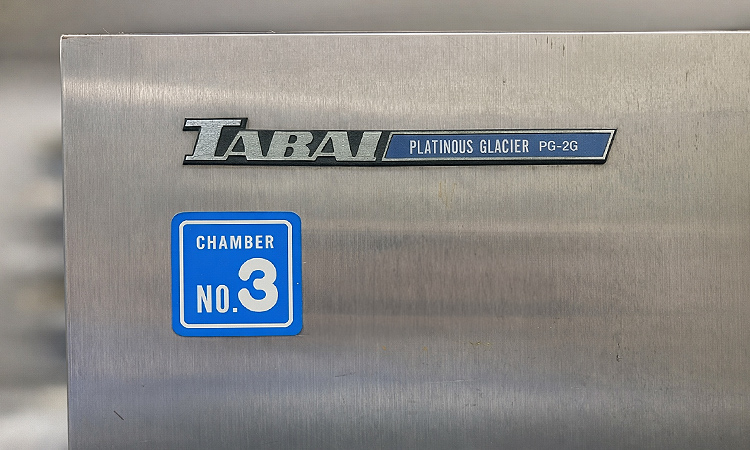 TABAI PLATINOUS GLACIER PG-2G
CHAMBER
NO.3